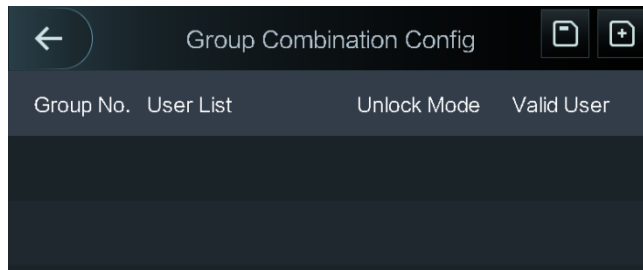 Group Combination Config
Group No. User List Unlock Mode Valid User